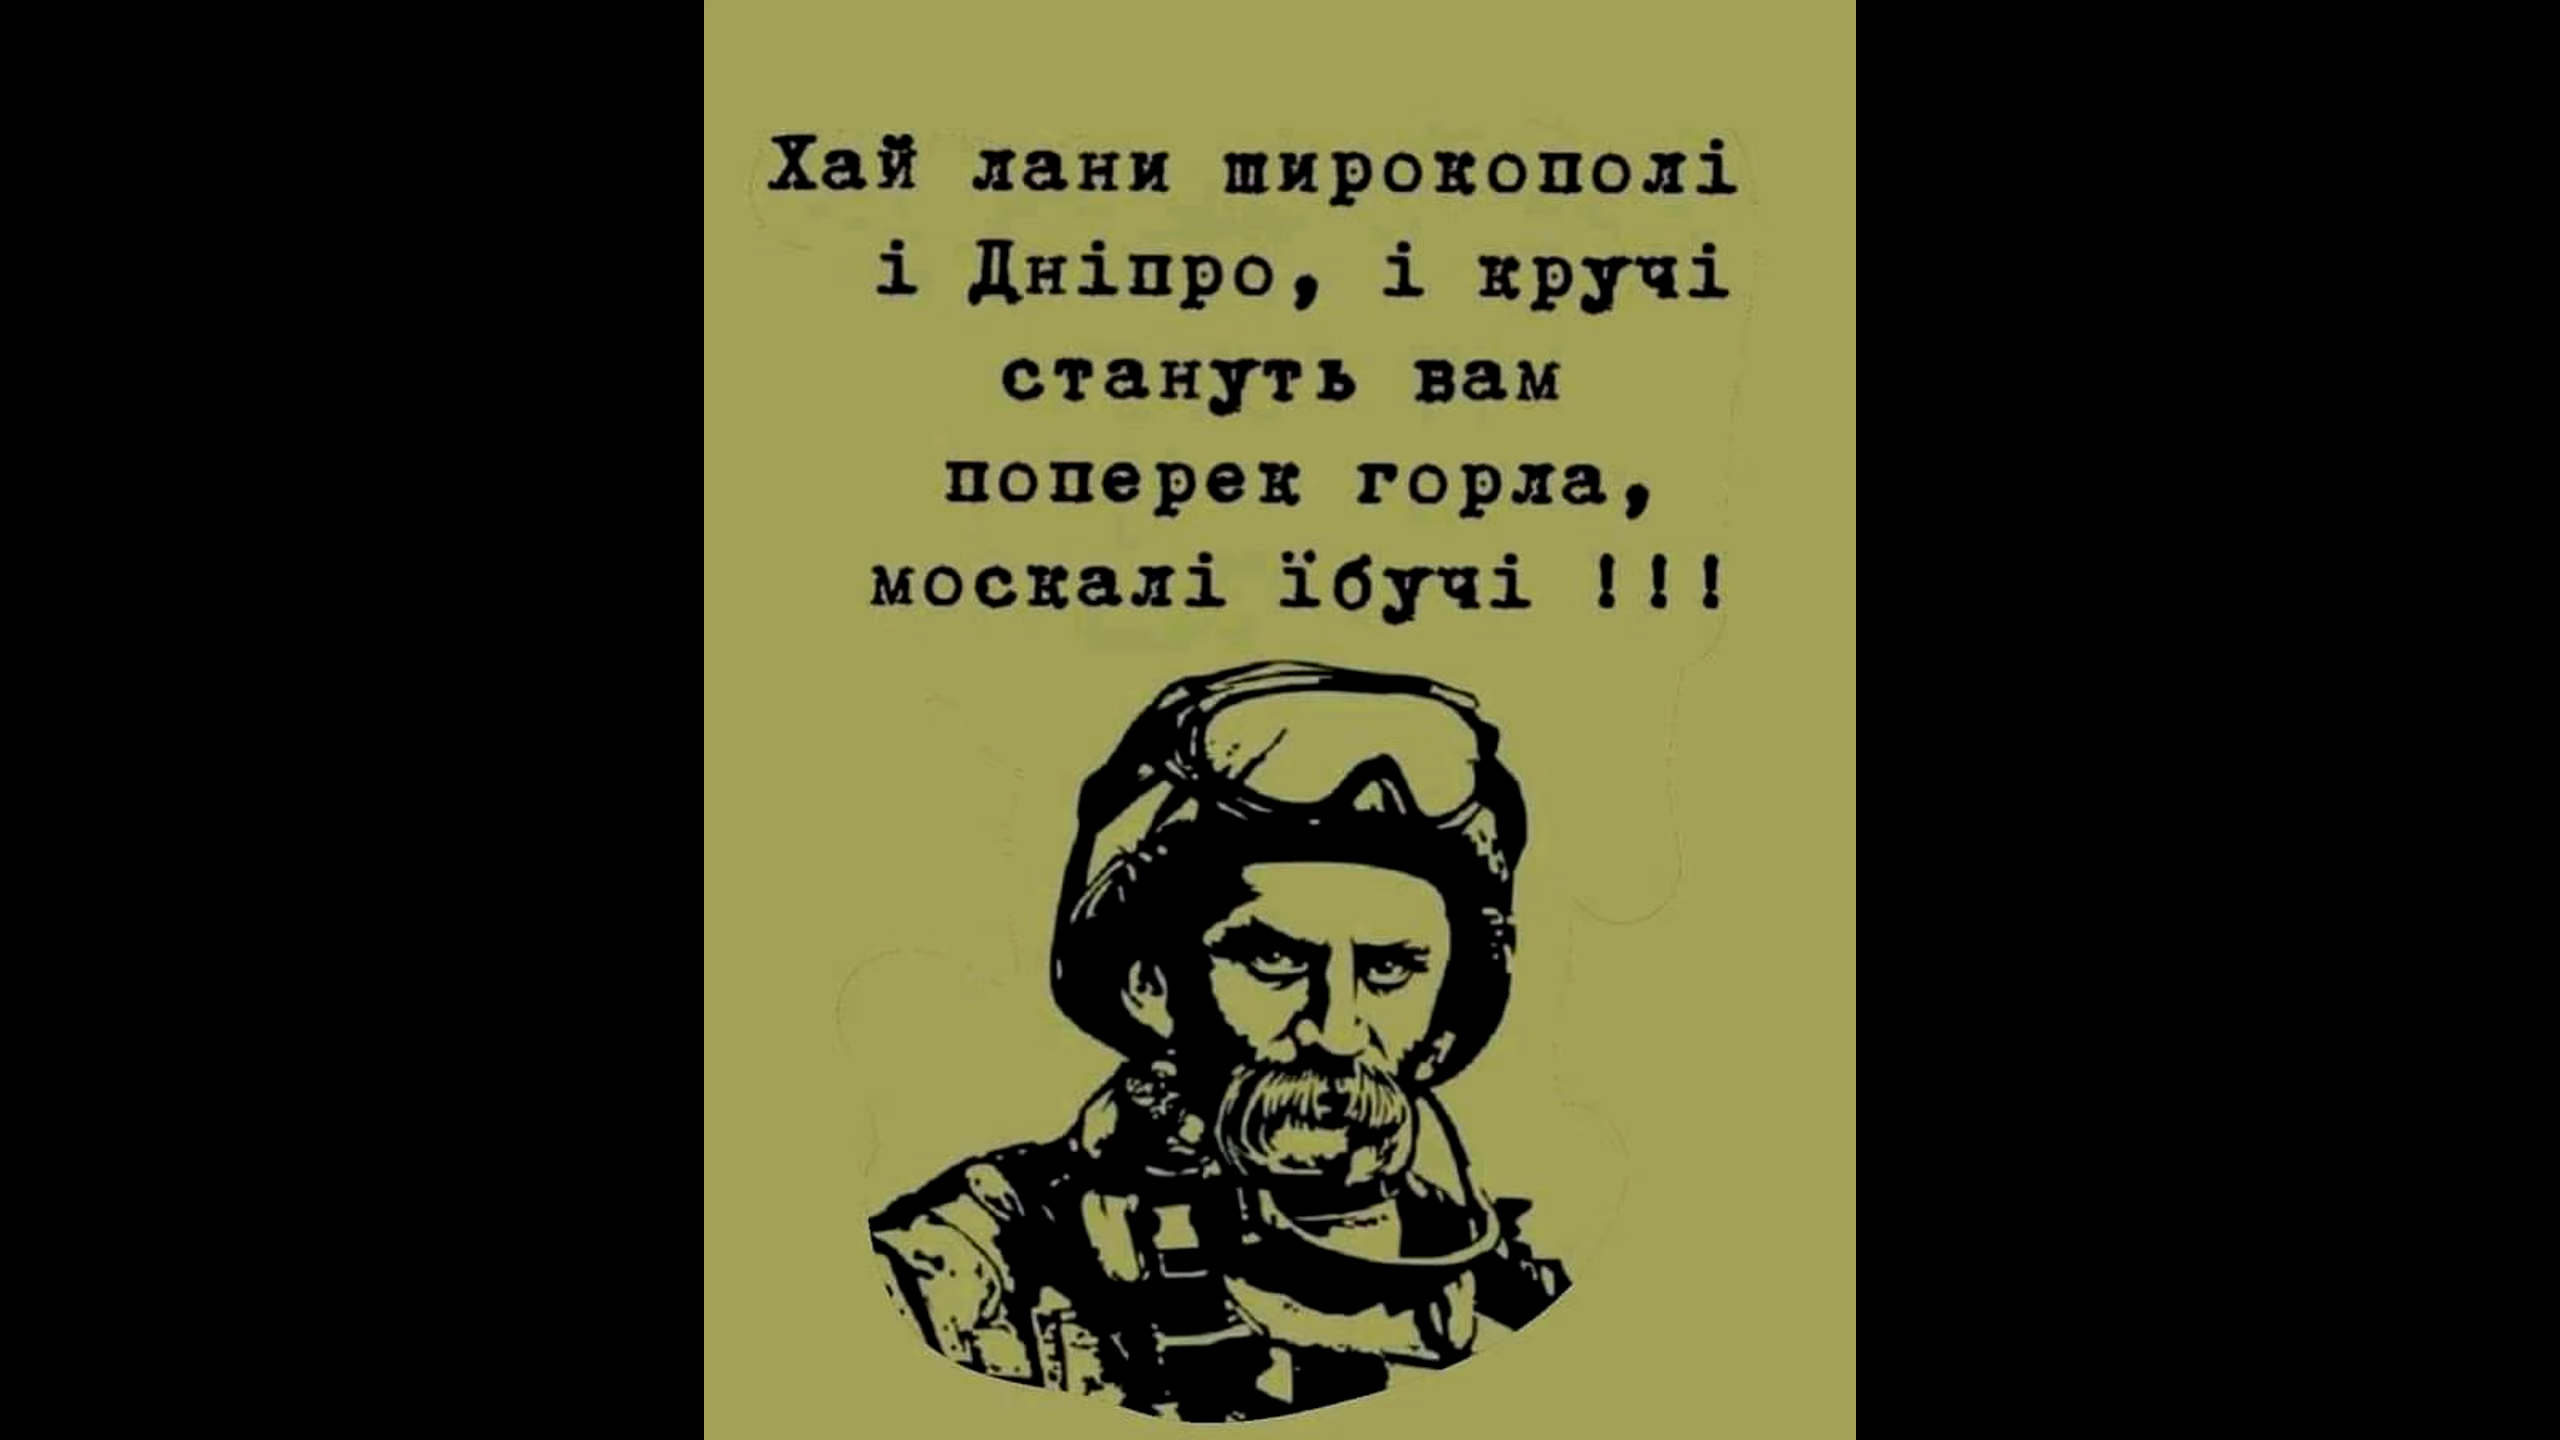 Хай лани широкополі
і Дніпро, і кручі
стануть вам
поперек горла,
москалі їбучі !!!